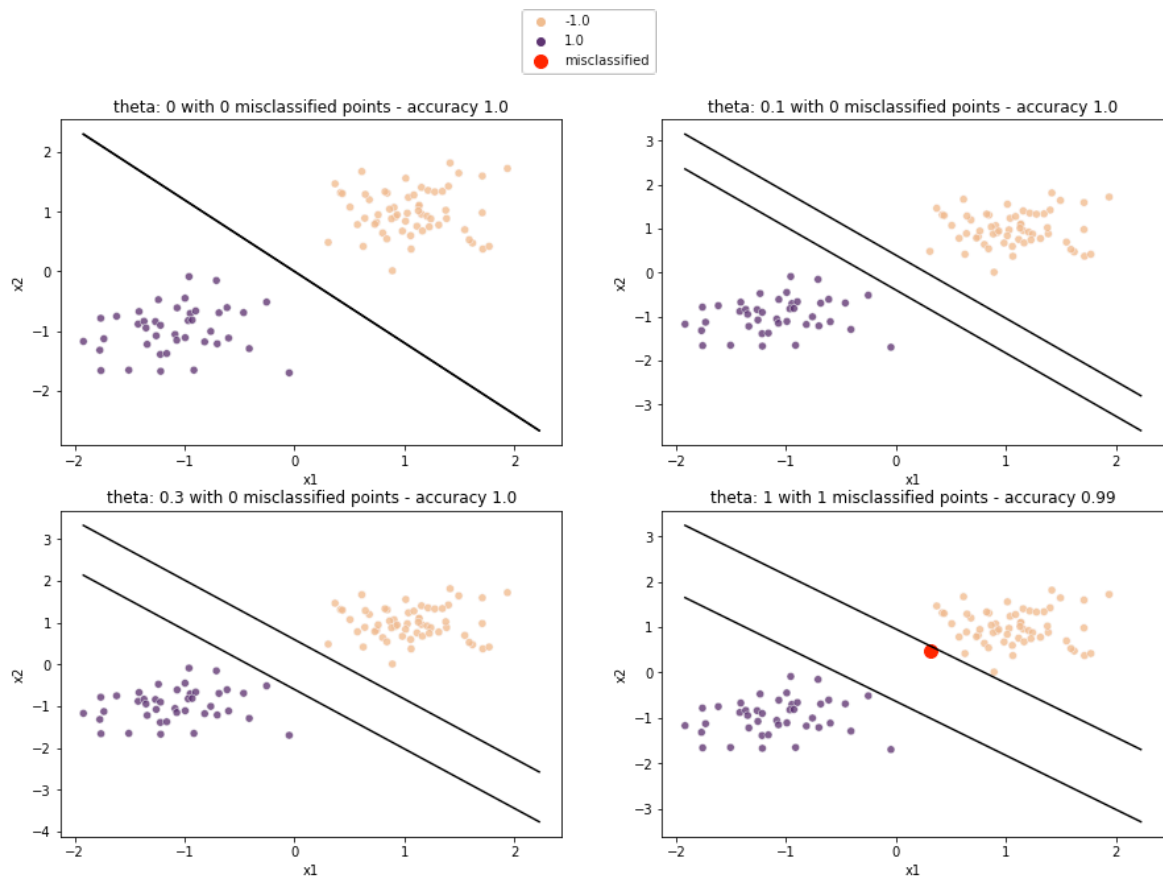 -1.0
1.0
misclassified
theta: 0 with 0 misclassified points - accuracy 1.0
2
1
0
−1
−2
x2
−2 −1 0 1 2
x1
theta: 0.1 with 0 misclassified points - accuracy 1.0
3
2
1
0
−1
−2
−3
x2
−2 −1 0 1 2
x1
theta: 0.3 with 0 misclassified points - accuracy 1.0
3
2
1
0
−1
−2
−3
−4
x2
−2 −1 0 1 2
x1
theta: 1 with 1 misclassified points - accuracy 0.99
3
2
1
0
−1
−2
−3
x2
−2 −1 0 1 2
x1